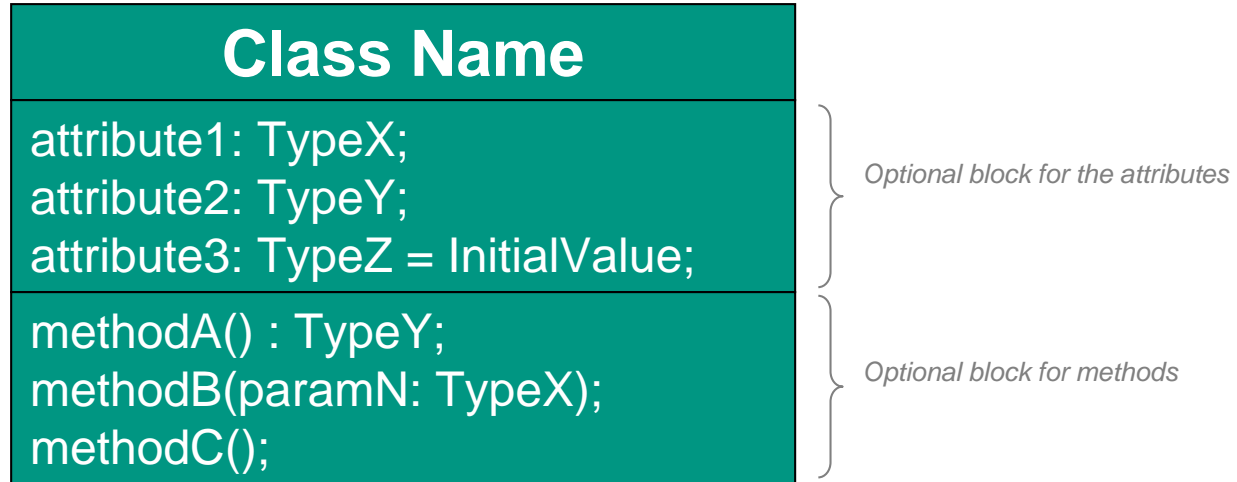 Class Name
attribute1: TypeX;
attribute2: TypeY;
attribute3: TypeZ = InitialValue;
Optional block for the attributes
methodA() : TypeY;
methodB(paramN: TypeX);
methodC();
Optional block for methods